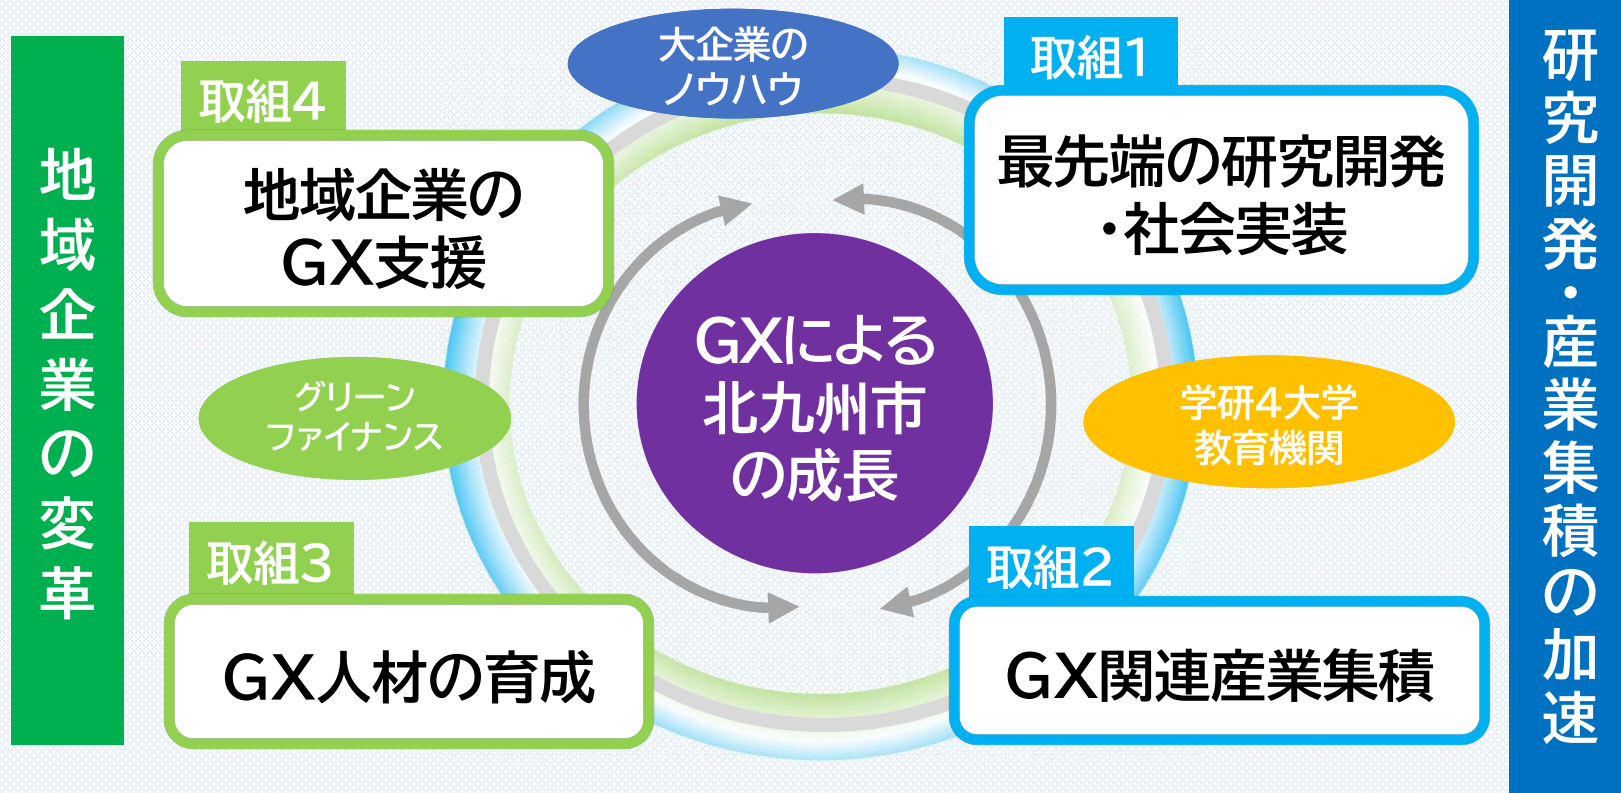 大企業の
ノウハウ
取組1
最先端の研究開発
・社会実装
取組4
地域企業の
GX支援
地域企業の変革
研究開発・産業集積の加速
GXによる
北九州市
の成長
グリーン
ファイナンス
学研4大学
教育機関
取組3
GX人材の育成
取組2
GX関連産業集積